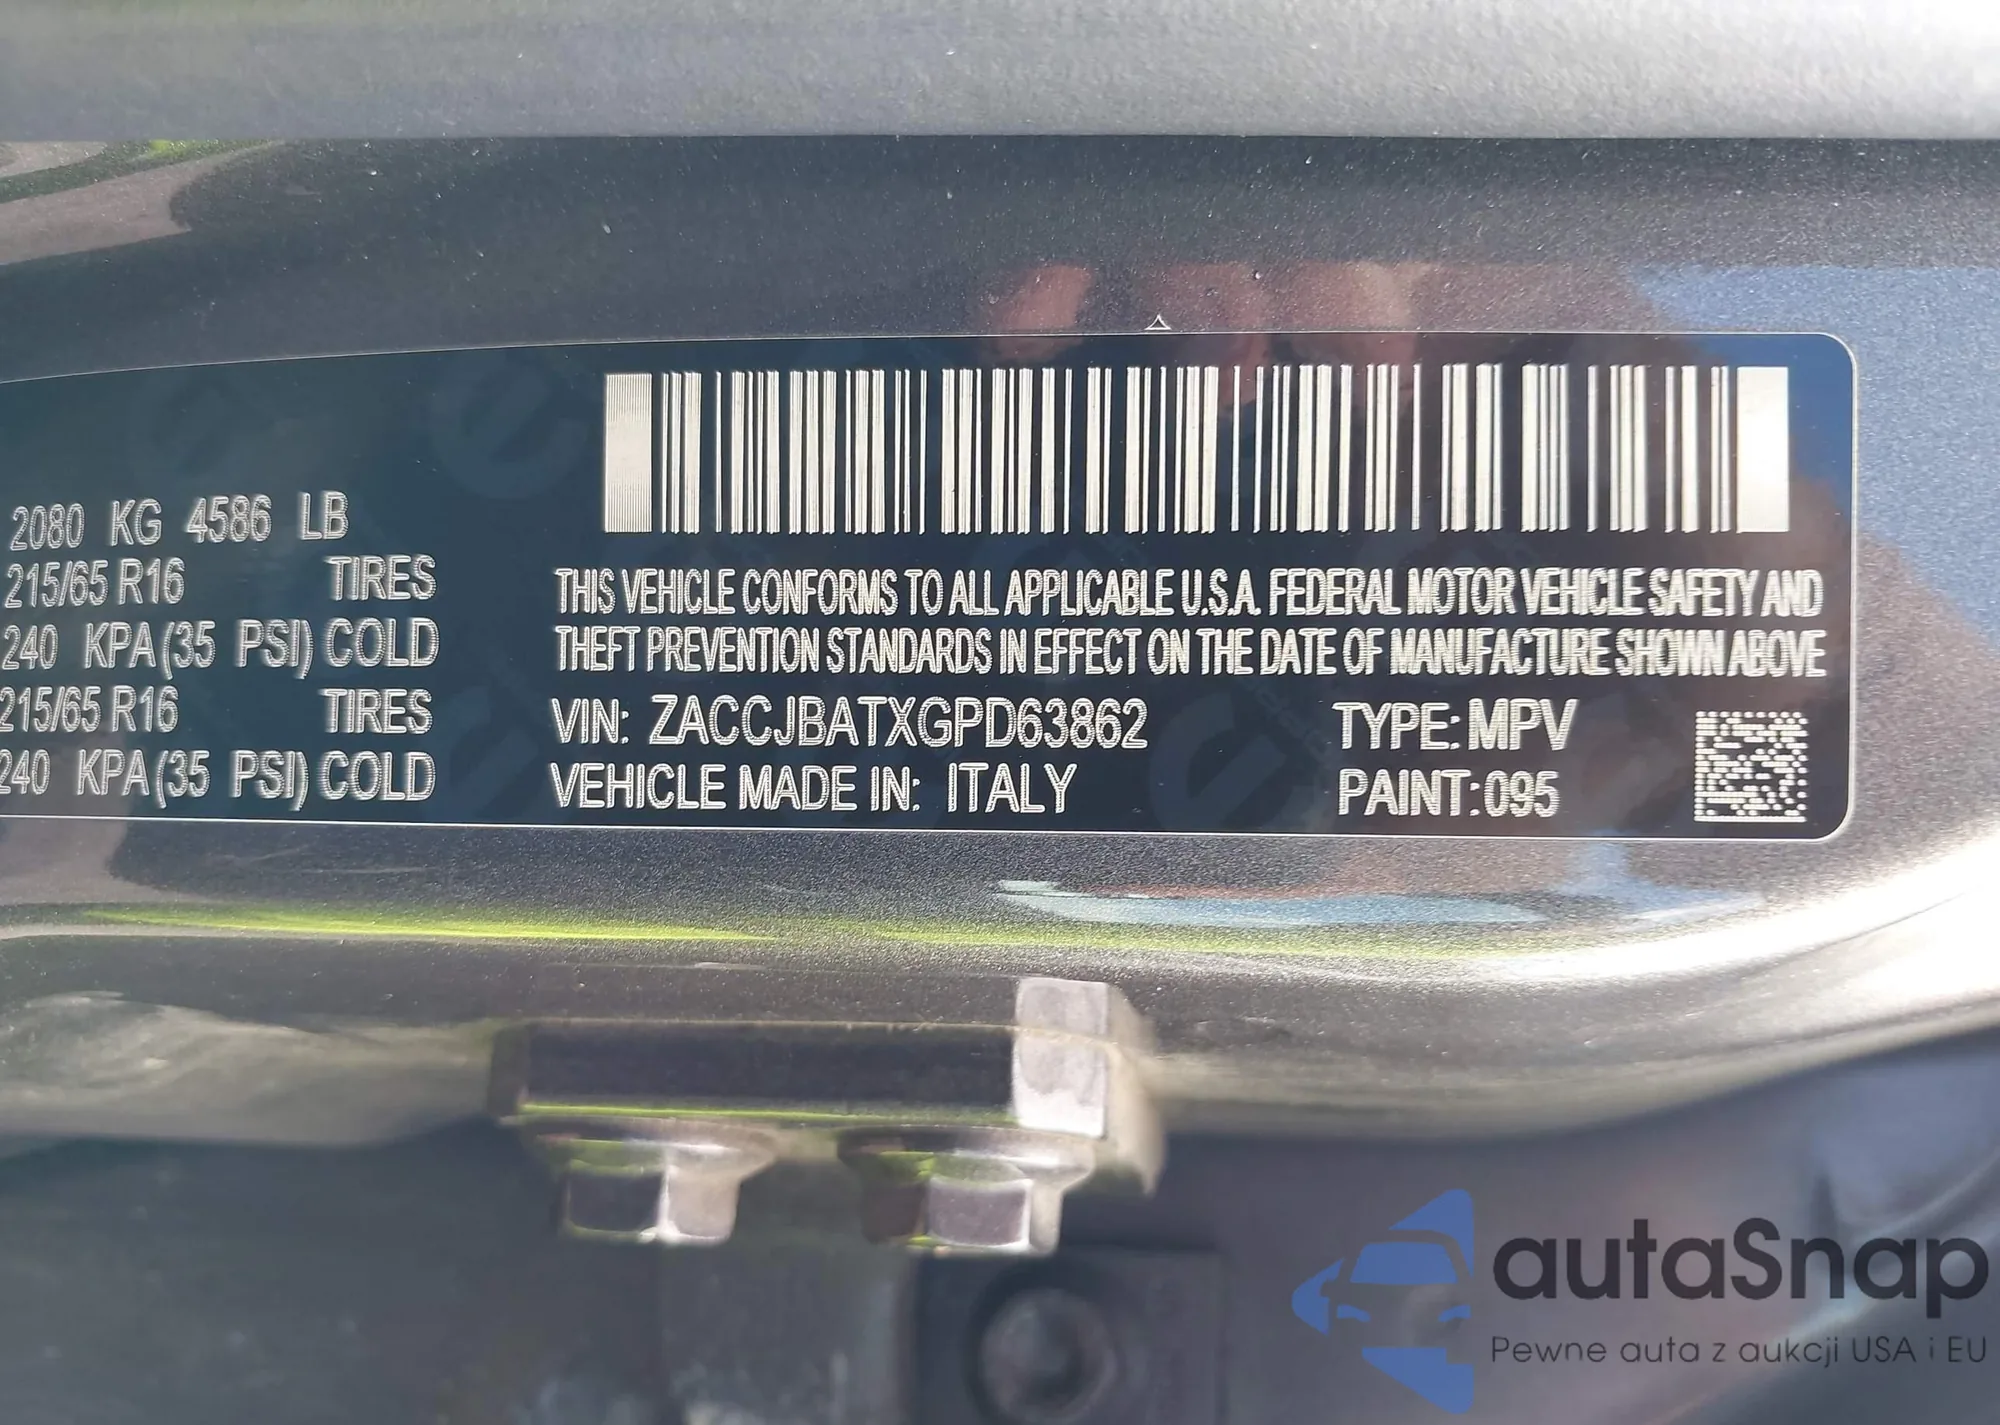 2080 KG 4586 LB
215/65 R16 TIRES
240 KPA(35 PSI) COLD
215/65 R16 TIRES
240 KPA(35 PSI) COLD
THIS VEHICLE CONFORMS TO ALL APPLICABLE U.S.A. FEDERAL MOTOR VEHICLE SAFETY AND
THEFT PREVENTION STANDARDS IN EFFECT ON THE DATE OF MANUFACTURE SHOWN ABOVE
VIN: ZACCJBATXGPD63862 TYPE: MPV
VEHICLE MADE IN: ITALY PAINT:095
autaSnap
Pewne auta z aukcji USA i EU